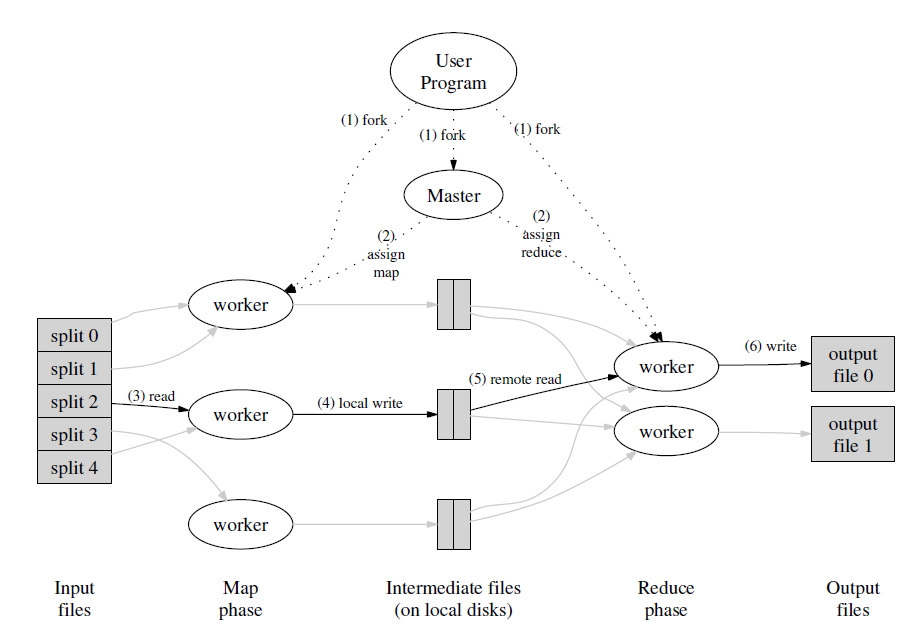 User
Program
(1) fork
(1) fork
(1) fork
Master
(2)
assign
map
(2)
assign
reduce
worker
split 0
split 1
split 2
split 3
split 4
(3) read
worker
(4) local write
(5) remote read
worker
worker
worker
(6) write
output
file 0
output
file 1
Input
files
Map
phase
Intermediate files
(on local disks)
Reduce
phase
Output
files